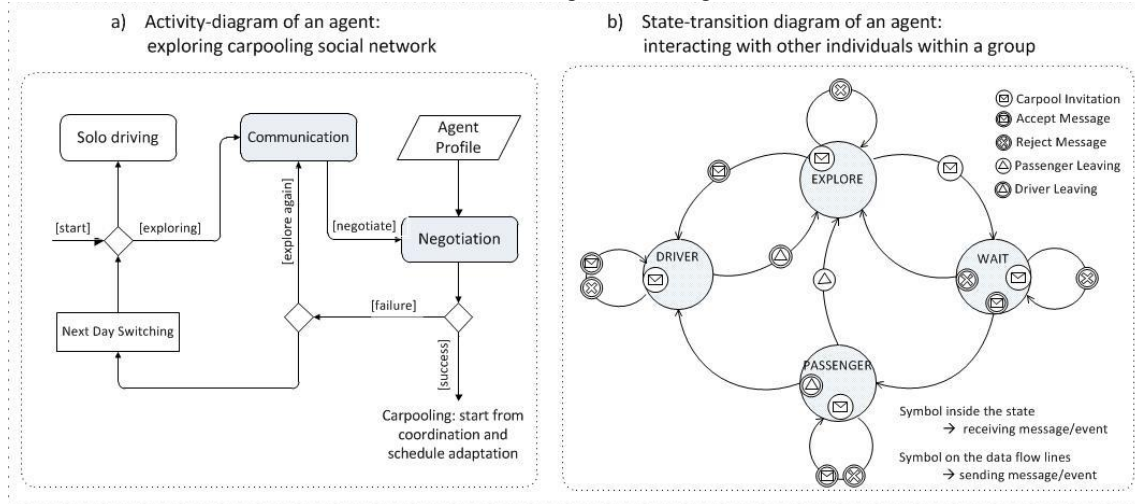 a) Activity-diagram of an agent:
exploring carpooling social network
Solo driving
Communication
Agent
Profile
[start]
[exploring]
[explore again]
[negotiate]
Negotiation
Next Day Switching
[failure]
[success]
Carpooling: start from
coordination and
schedule adaptation
b) State-transition diagram of an agent:
interacting with other individuals within a group
Carpool Invitation
Accept Message
Reject Message
Passenger Leaving
Driver Leaving
EXPLORE
DRIVER
WAIT
PASSENGER
Symbol inside the state
→ receiving message/event
Symbol on the data flow lines
→ sending message/event